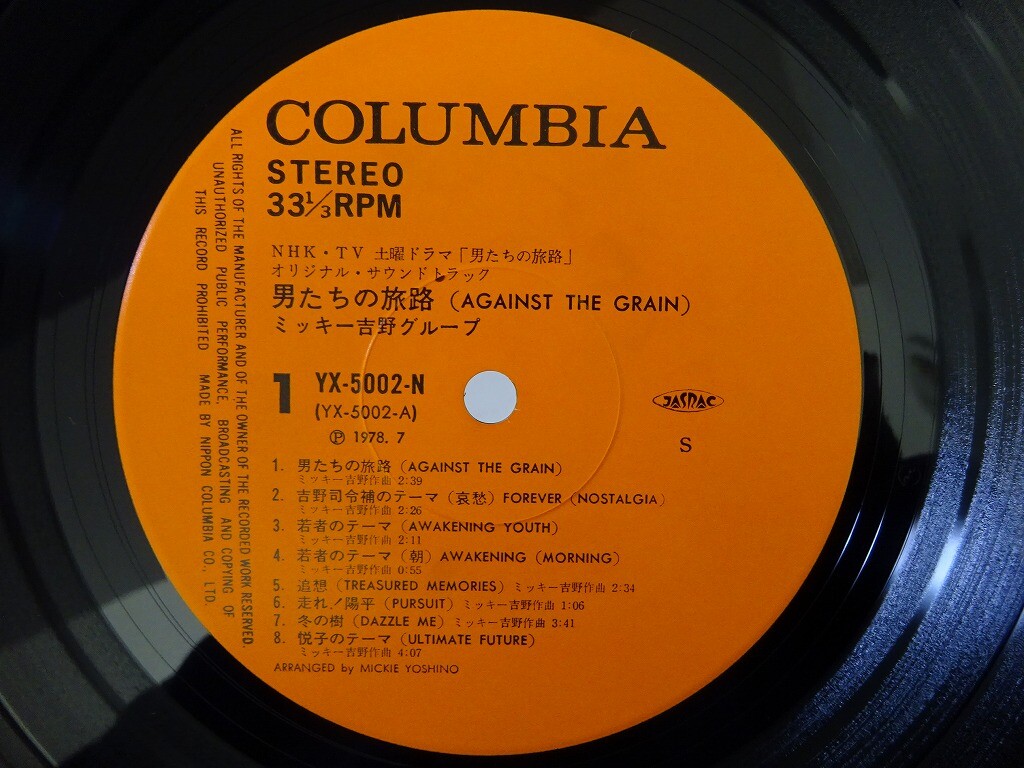 COLUMBIA
STEREO
33⅓RPM
NHK・TV 土曜ドラマ「男たちの旅路」
オリジナル・サウンドトラック
男たちの旅路 (AGAINST THE GRAIN)
ミッキー吉野グループ
1 YX-5002-N
(YX-5002-A)
Ⓟ 1978. 7
JASRAC
S
1. 男たちの旅路 (AGAINST THE GRAIN)
ミッキー吉野作曲 2:39
2. 吉野司令補のテーマ (哀愁) FOREVER (NOSTALGIA)
ミッキー吉野作曲 2:26
3. 若者のテーマ (AWAKENING YOUTH)
ミッキー吉野作曲 2:11
4. 若者のテーマ (朝) AWAKENING (MORNING)
ミッキー吉野作曲 0:55
5. 追想 (TREASURED MEMORIES) ミッキー吉野作曲 2:34
6. 走れ!陽平 (PURSUIT) ミッキー吉野作曲 1:06
7. 冬の樹 (DAZZLE ME) ミッキー吉野作曲 3:41
8. 悦子のテーマ (ULTIMATE FUTURE)
ミッキー吉野作曲 4:07
ARRANGED by MICKIE YOSHINO
ALL RIGHTS OF THE MANUFACTURER AND OF THE OWNER OF THE RECORDED WORK RESERVED.
UNAUTHORIZED PUBLIC PERFORMANCE, BROADCASTING AND COPYING OF
THIS RECORD PROHIBITED MADE BY NIPPON COLUMBIA CO., LTD.